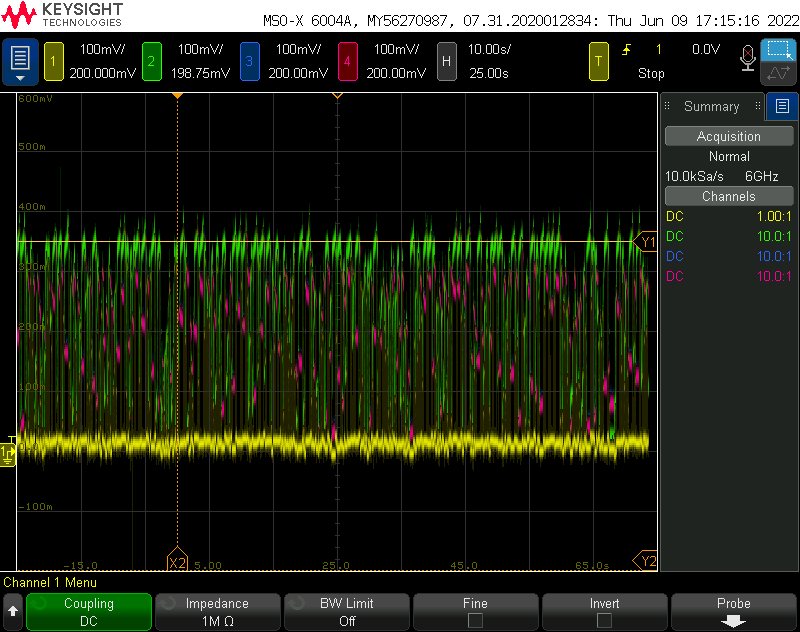 KEYSIGHT
TECHNOLOGIES
MSO-X 6004A, MY56270987, 07.31.2020012834: Thu Jun 09 17:15:16 2022
1 100mV/ 2 100mV/ 3 100mV/ 4 100mV/ H 10.00s/ T 1 0.0V
200.000mV 198.75mV 200.00mV 200.00mV 25.00s Stop
600mV
500m
400m
300m
200m
100m
0.0V
-100m
-15.0 5.00 25.0 45.0 65.0s
Y1
Y2
X2
T
1
Summary
Acquisition
Normal
10.0kSa/s 6GHz
Channels
DC 1.00:1
DC 10.0:1
DC 10.0:1
DC 10.0:1
Channel 1 Menu
Coupling Impedance BW Limit Fine Invert Probe
DC 1M Ω Off